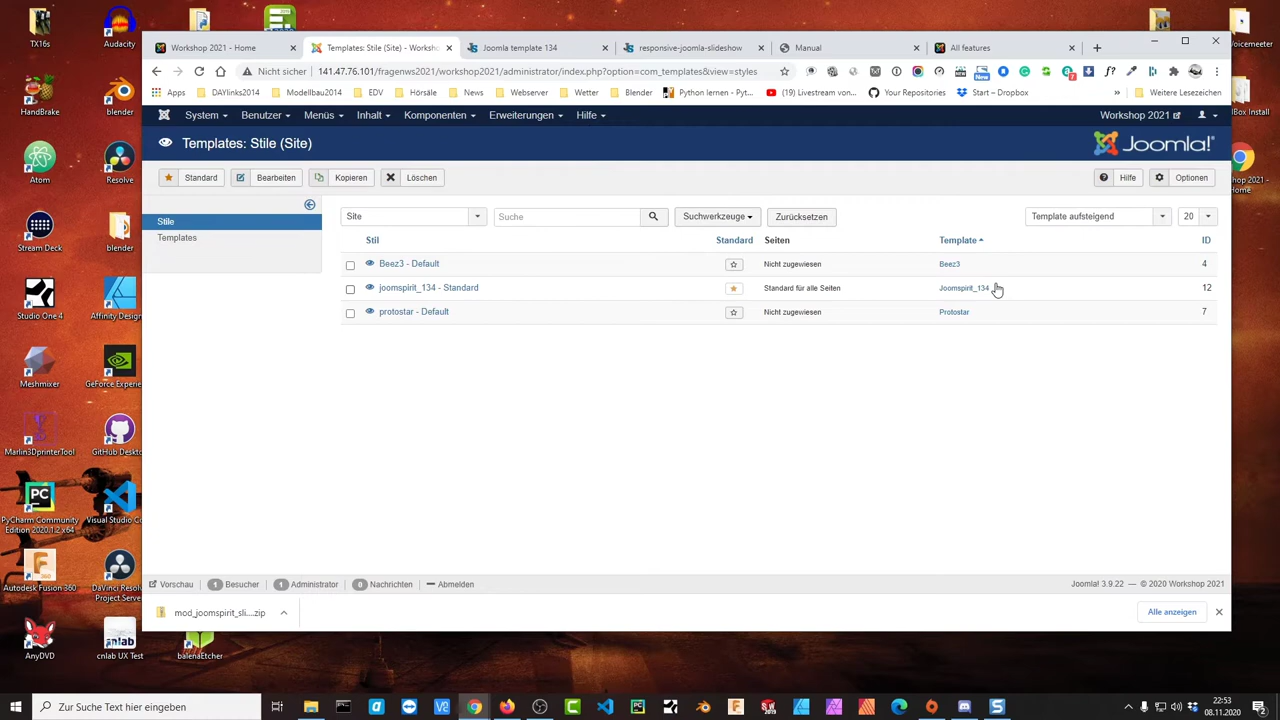 TX16s
Audacity
Voicemeeter
Workshop 2021 - Home
Templates: Stile (Site) - Worksho
Joomla template 134
responsive-joomla-slideshow
Manual
All features
Nicht sicher
141.47.76.101/fragenws2021/workshop2021/administrator/index.php?option=com_templates&view=styles
Apps
DAYlinks2014
Modellbau2014
EDV
Hörsäle
News
Webserver
Wetter
Blender
Python lernen - Pyt...
(19) Livestream von...
Your Repositories
Start – Dropbox
Weitere Lesezeichen
HandBrake
blender
System
Benutzer
Menüs
Inhalt
Komponenten
Erweiterungen
Hilfe
Workshop 2021
Templates: Stile (Site)
Joomla!
Standard
Bearbeiten
Kopieren
Löschen
Hilfe
Optionen
Atom
Resolve
Stile
Templates
Site
Suche
Suchwerkzeuge
Zurücksetzen
Template aufsteigend
20
Stil
Standard
Seiten
Template
ID
Beez3 - Default
Nicht zugewiesen
Beez3
4
joomspirit_134 - Standard
Standard für alle Seiten
Joomspirit_134
12
protostar - Default
Nicht zugewiesen
Protostar
7
Stream Deck
blender
Studio One 4
Affinity Design
Meshmixer
GeForce Experie
Marlin3DprinterTool
GitHub Deskto
PyCharm Community
Edition 2020.1.2 x64
Visual Studio Co
Autodesk Fusion 360
DaVinci Resolv
Project Server
Vorschau
1 Besucher
1 Administrator
0 Nachrichten
Abmelden
Joomla! 3.9.22 — © 2020 Workshop 2021
mod_joomspirit_sli....zip
Alle anzeigen
AnyDVD
cnlab UX Test
balenaEtcher
Zur Suche Text hier eingeben
22:53
08.11.2020